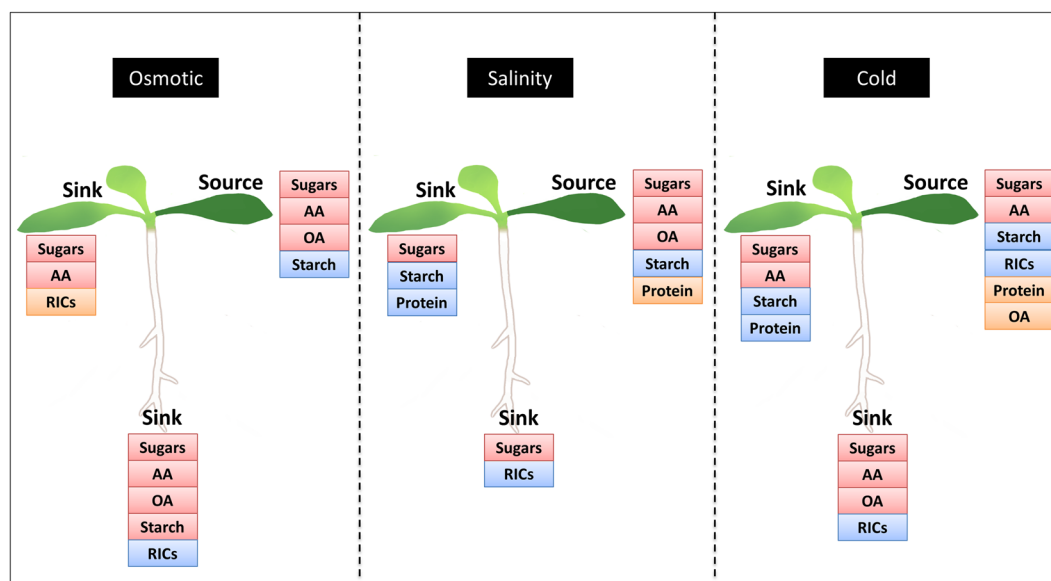 Osmotic
Sink
Source
Sugars
AA
OA
Starch
Sugars
AA
RICs
Sink
Sugars
AA
OA
Starch
RICs
Salinity
Sink
Source
Sugars
AA
OA
Starch
Protein
Sugars
Starch
Protein
Sink
Sugars
RICs
Cold
Sink
Source
Sugars
AA
Starch
RICs
Protein
OA
Sugars
AA
Starch
Protein
Sink
Sugars
AA
OA
RICs